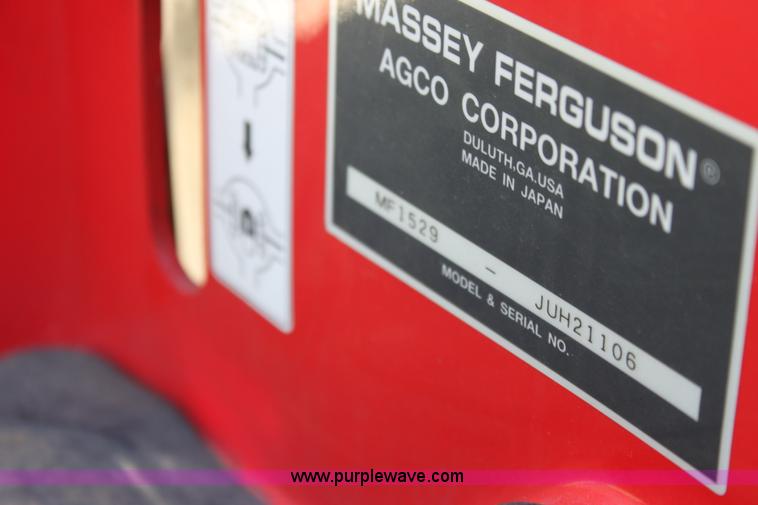 MASSEY FERGUSON®
AGCO CORPORATION
DULUTH,GA.USA
MADE IN JAPAN
MF1529 - JUH21106
MODEL & SERIAL NO.
www.purplewave.com